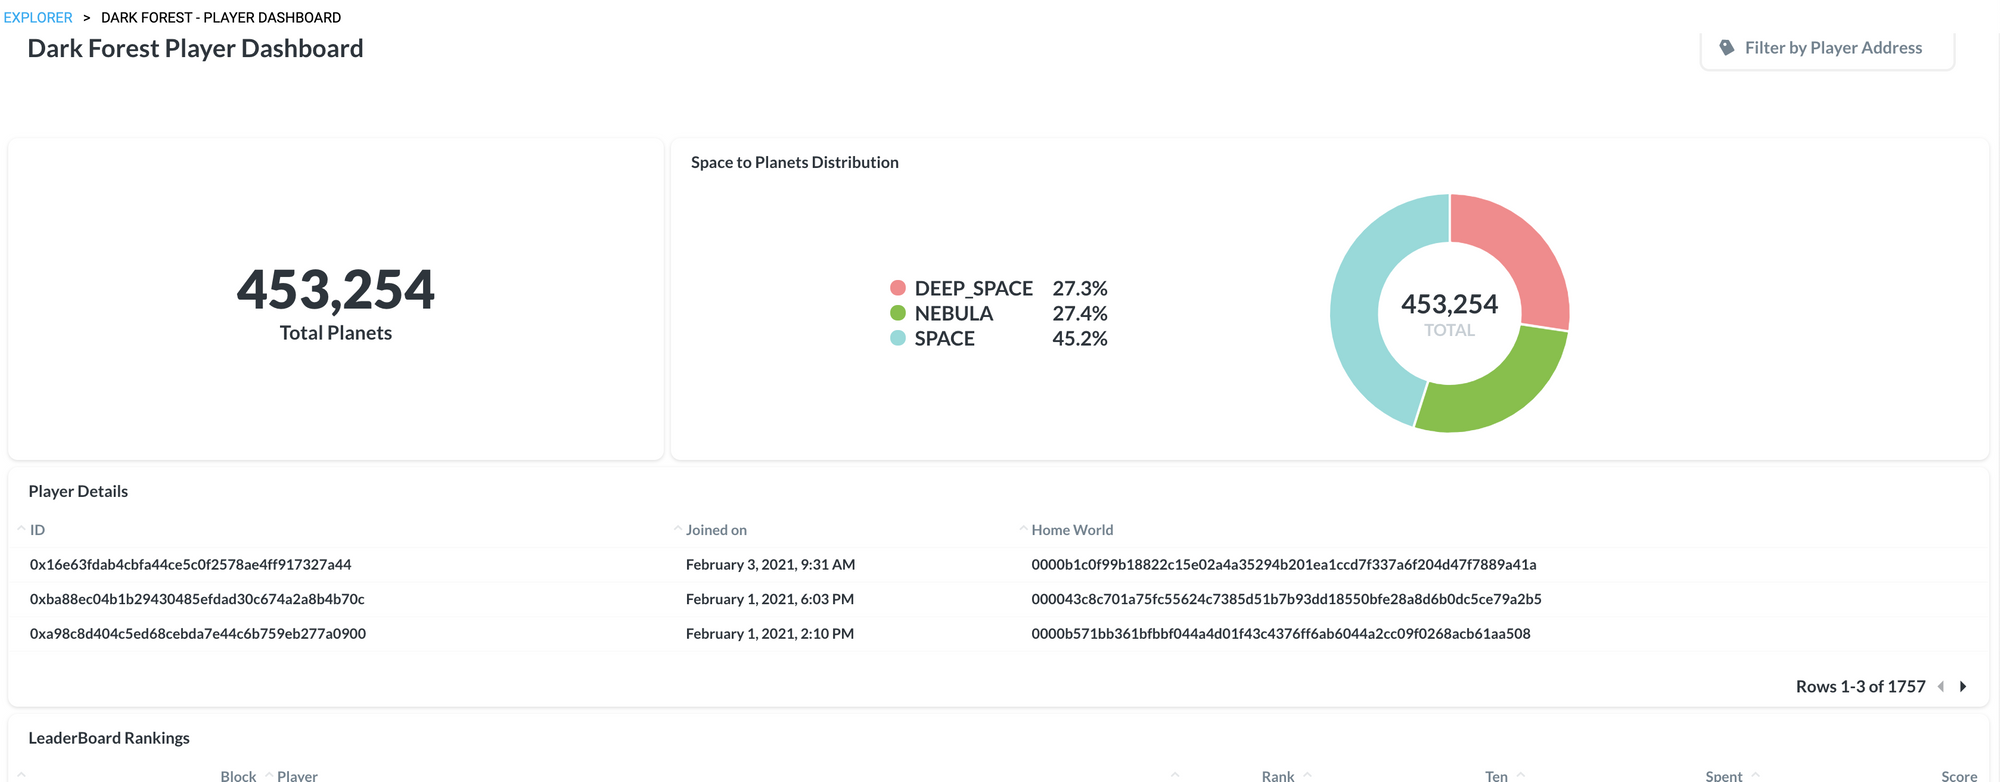 EXPLORER > DARK FOREST - PLAYER DASHBOARD
Dark Forest Player Dashboard
Filter by Player Address
453,254
Total Planets
Space to Planets Distribution
DEEP_SPACE 27.3%
NEBULA 27.4%
SPACE 45.2%
453,254
TOTAL
Player Details
ID Joined on Home World
0x16e63fdab4cbfa44ce5c0f2578ae4ff917327a44 February 3, 2021, 9:31 AM 0000b1c0f99b18822c15e02a4a35294b201ea1ccd7f337a6f204d47f7889a41a
0xba88ec04b1b29430485efdad30c674a2a8b4b70c February 1, 2021, 6:03 PM 000043c8c701a75fc55624c7385d51b7b93dd18550bfe28a8d6b0dc5ce79a2b5
0xa98c8d404c5ed68cebda7e44c6b759eb277a0900 February 1, 2021, 2:10 PM 0000b571bb361bfbbf044a4d01f43c4376ff6ab6044a2cc09f0268acb61aa508
Rows 1-3 of 1757
LeaderBoard Rankings
Block Player Rank Ten Spent Score